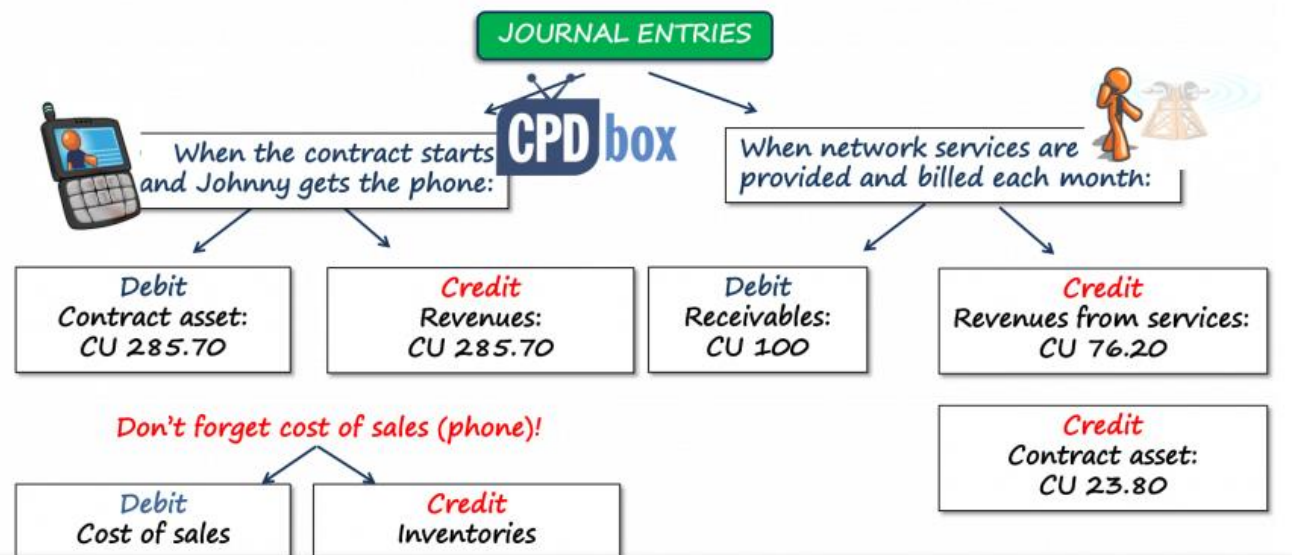 JOURNAL ENTRIES
CPD box
When the contract starts
and Johnny gets the phone:
When network services are
provided and billed each month:
Debit
Contract asset:
CU 285.70
Credit
Revenues:
CU 285.70
Debit
Receivables:
CU 100
Credit
Revenues from services:
CU 76.20
Don't forget cost of sales (phone)!
Debit
Cost of sales
Credit
Inventories
Credit
Contract asset:
CU 23.80